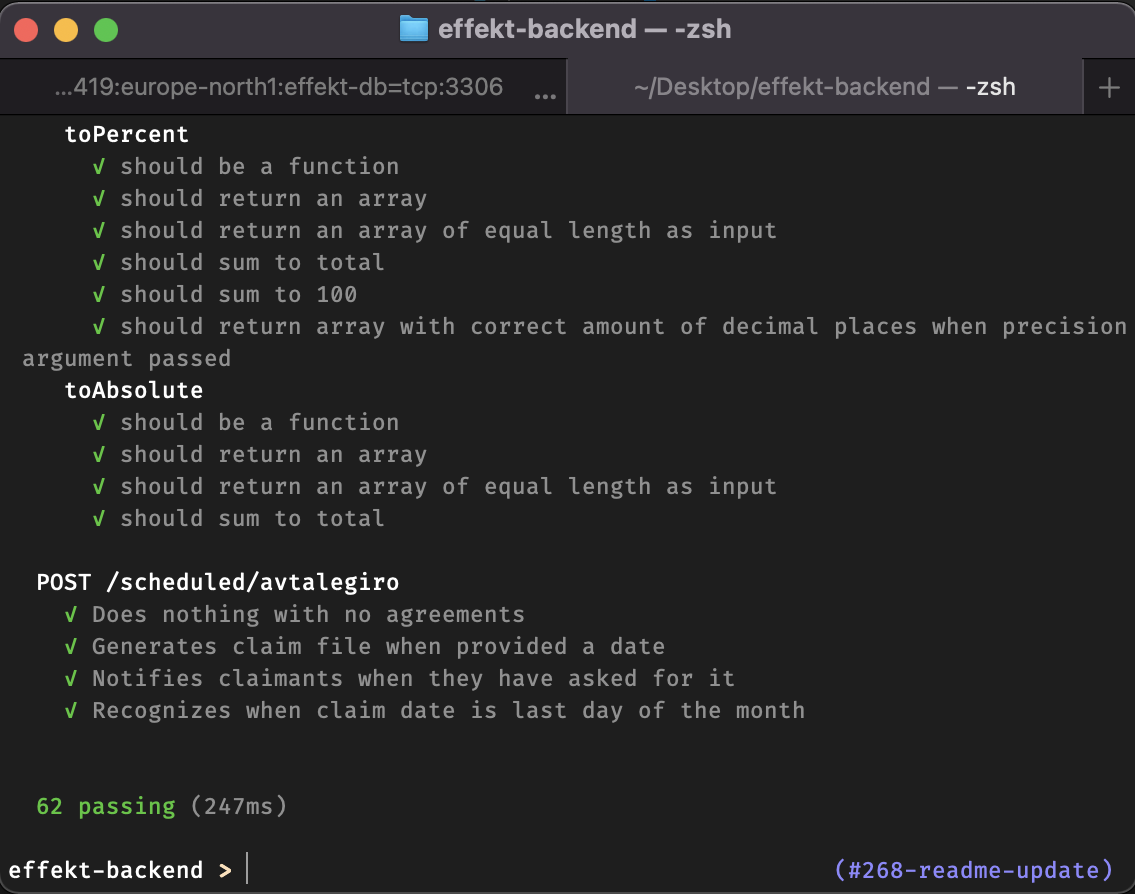 effekt-backend — -zsh
...419:europe-north1:effekt-db=tcp:3306 ...
~/Desktop/effekt-backend — -zsh +
toPercent
✓ should be a function
✓ should return an array
✓ should return an array of equal length as input
✓ should sum to total
✓ should sum to 100
✓ should return array with correct amount of decimal places when precision
argument passed
toAbsolute
✓ should be a function
✓ should return an array
✓ should return an array of equal length as input
✓ should sum to total
POST /scheduled/avtalegiro
✓ Does nothing with no agreements
✓ Generates claim file when provided a date
✓ Notifies claimants when they have asked for it
✓ Recognizes when claim date is last day of the month
62 passing (247ms)
effekt-backend > (#268-readme-update)